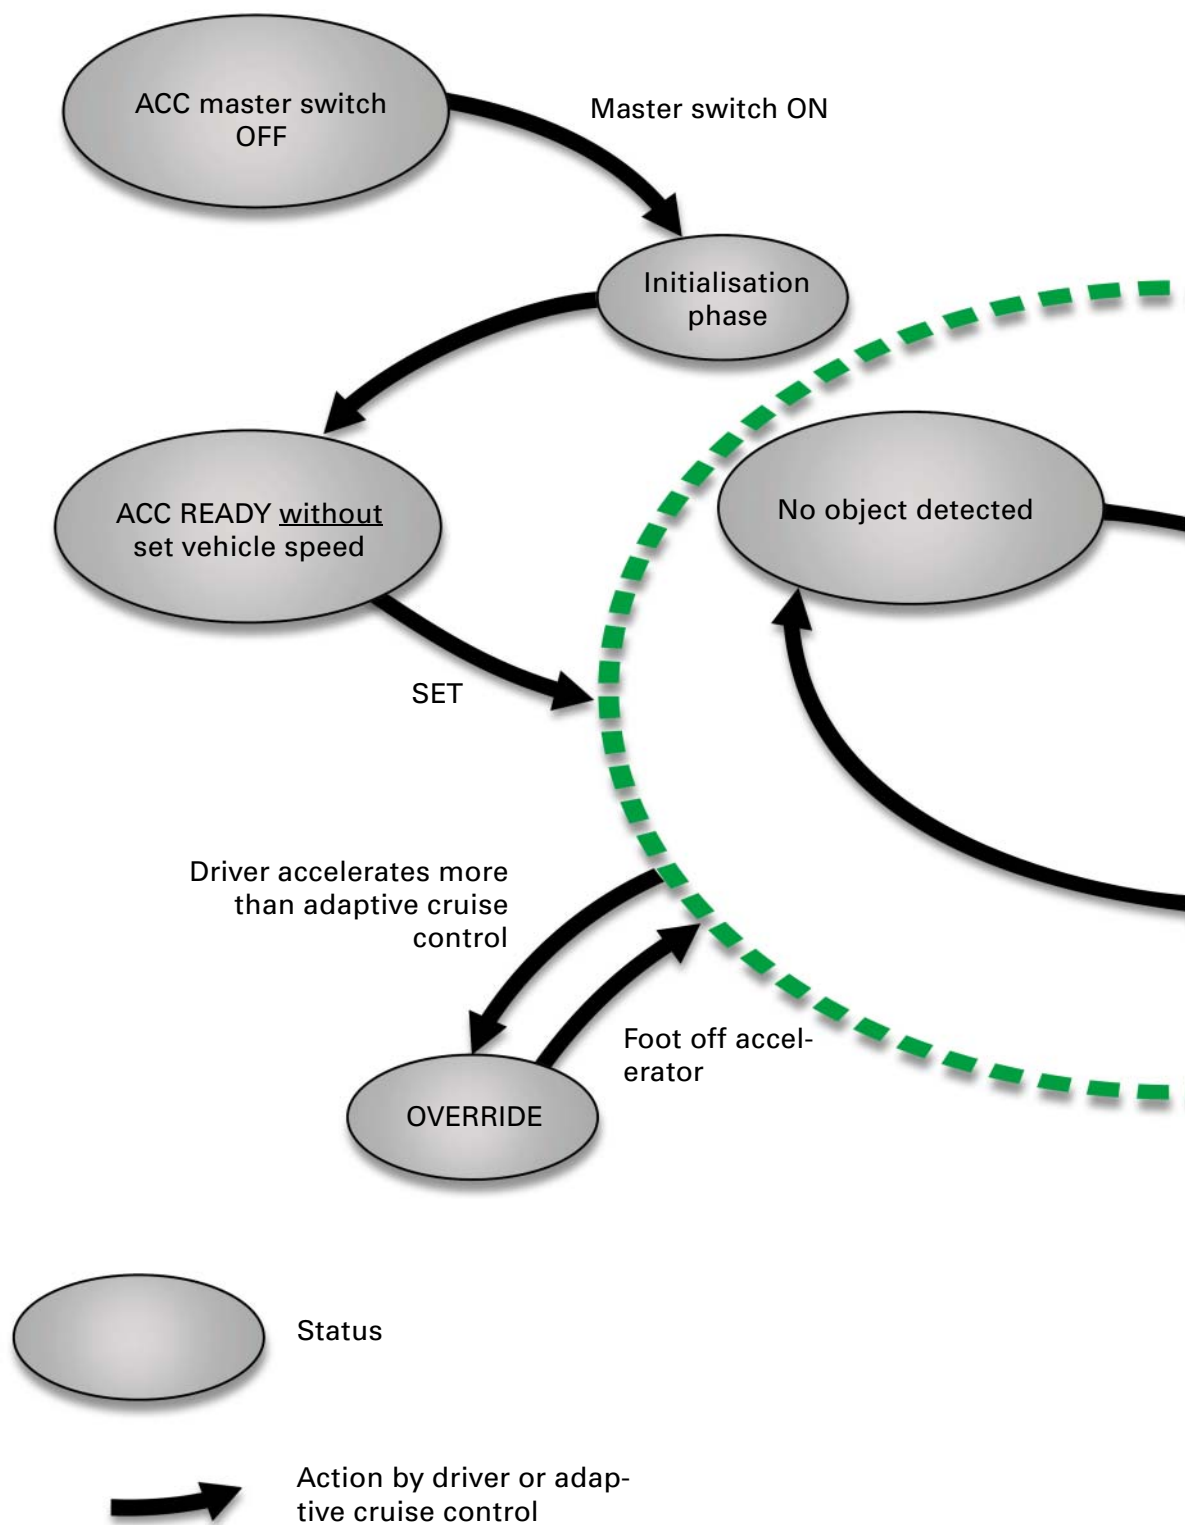 ACC master switch
OFF
Master switch ON
Initialisation
phase
ACC READY without
set vehicle speed
No object detected
SET
Driver accelerates more
than adaptive cruise
control
Foot off accel-
erator
OVERRIDE
Status
Action by driver or adap-
tive cruise control